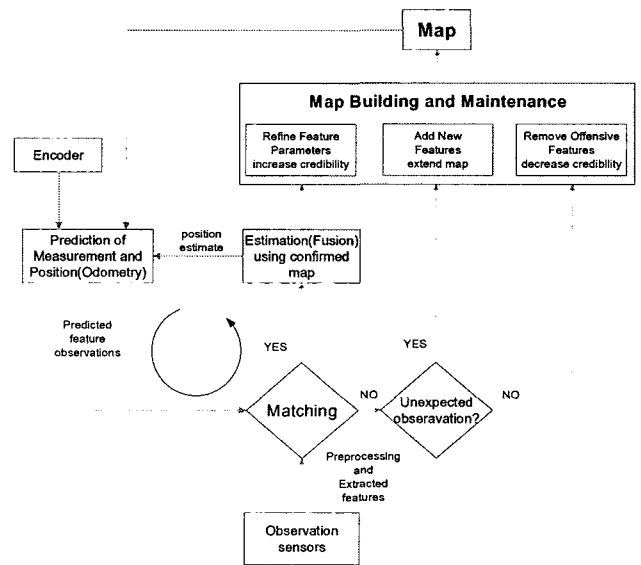 Map
Map Building and Maintenance
Refine Feature
Parameters
increase credibility
Add New
Features
extend map
Remove Offensive
Features
decrease credibility
Encoder
Prediction of
Measurement and
Position(Odometry)
position
estimate
Estimation(Fusion)
using confirmed
map
Predicted
feature
observations
YES
YES
Matching
NO
Unexpected
obseravation?
NO
Preprocessing
and
Extracted
features
Observation
sensors